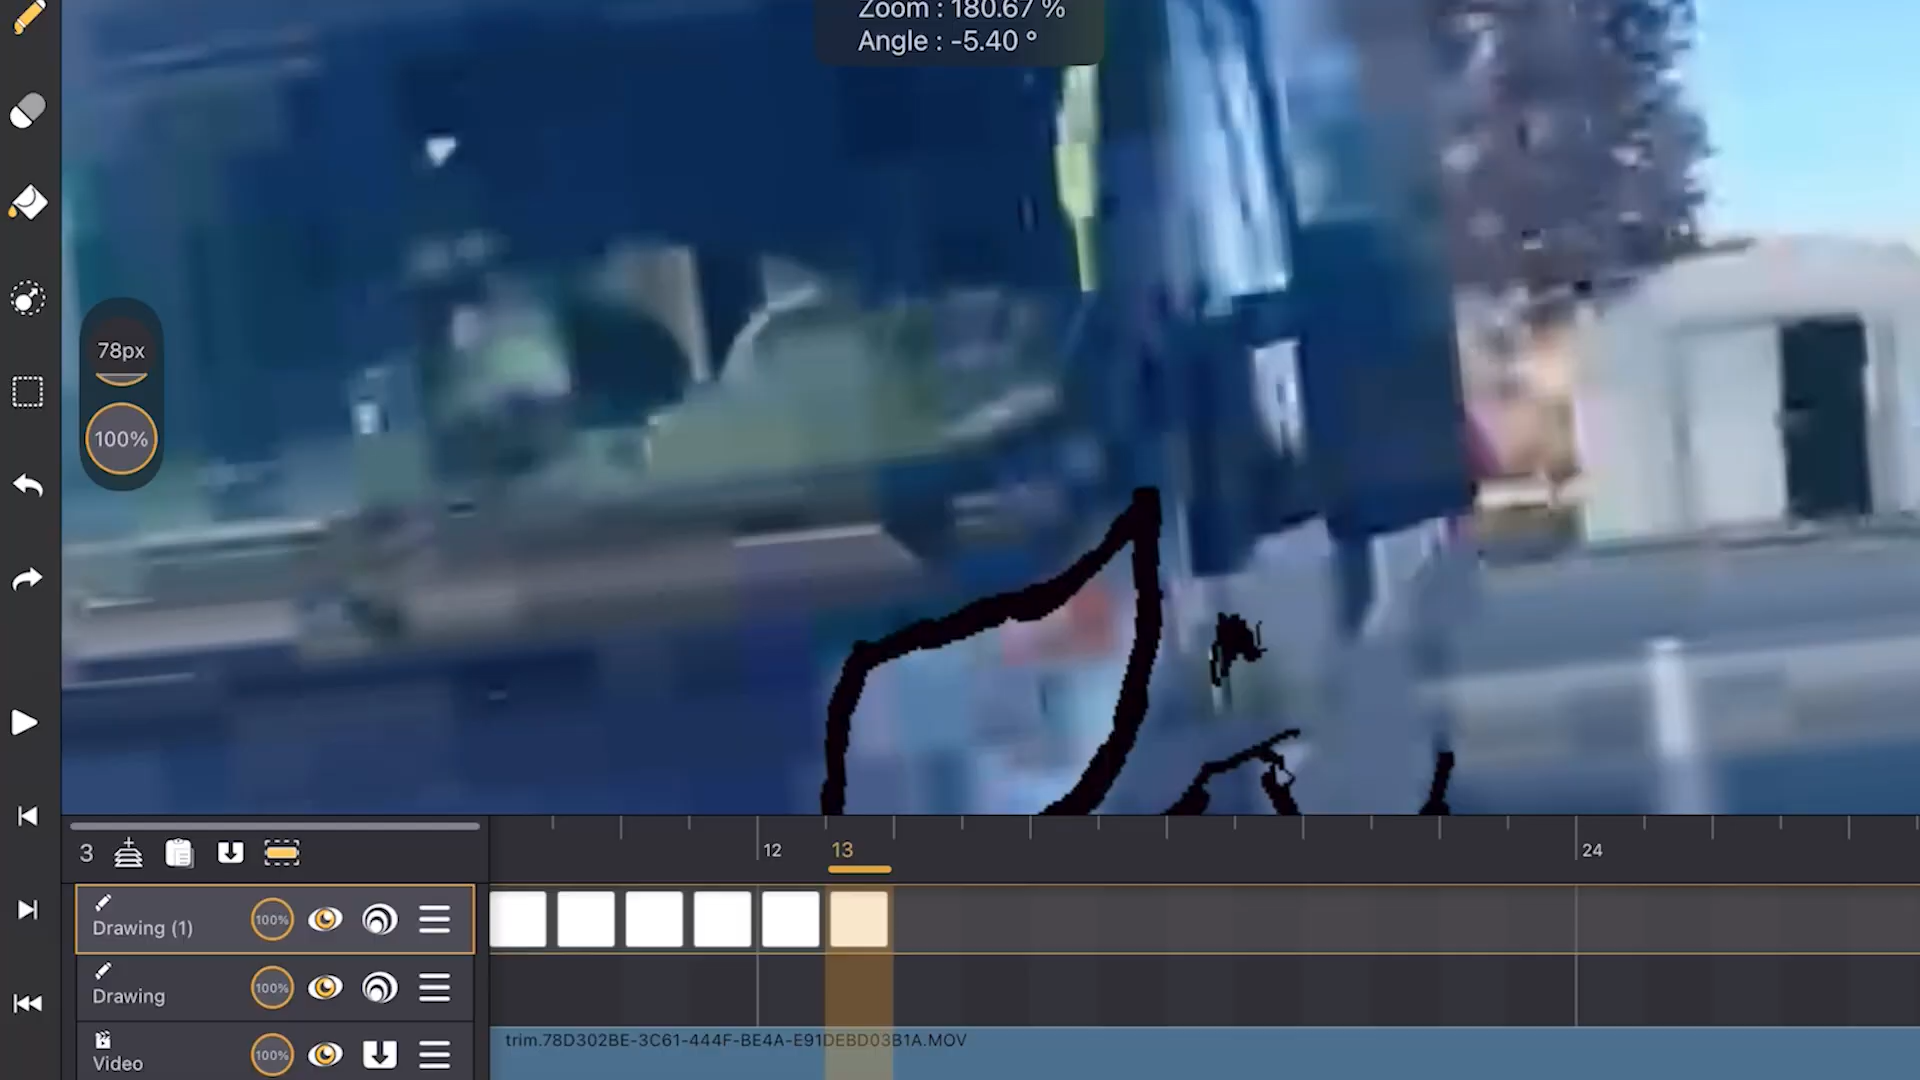 Zoom : 180.67 %
Angle : -5.40 °
78px
100%
3
12
13
24
Drawing (1)
100%
Drawing
100%
trim.78D302BE-3C61-444F-BE4A-E91DEBD03B1A.MOV
Video
100%